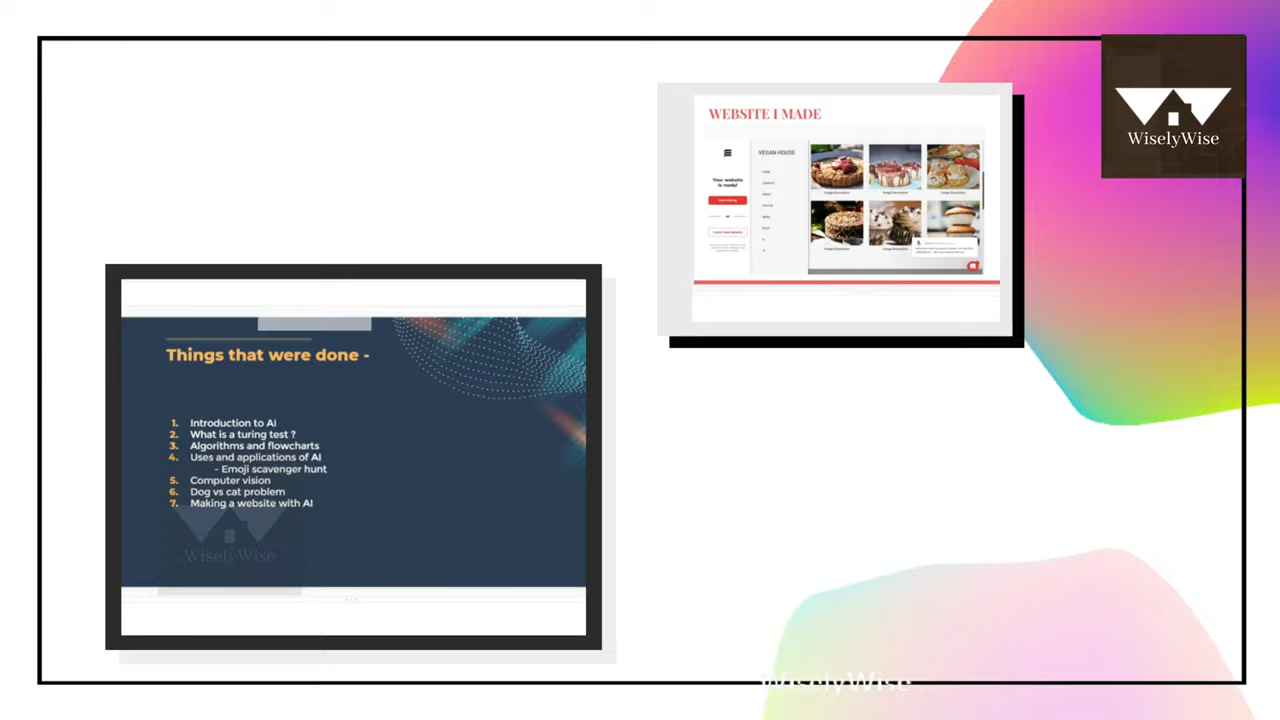 WiselyWise
WEBSITE I MADE
VEGAN HOUSE
Your website
is ready!
Things that were done -
1. Introduction to AI
2. What is a turing test ?
3. Algorithms and flowcharts
4. Uses and applications of AI
- Emoji scavenger hunt
5. Computer vision
6. Dog vs cat problem
7. Making a website with AI
WiselyWise
WiselyWise